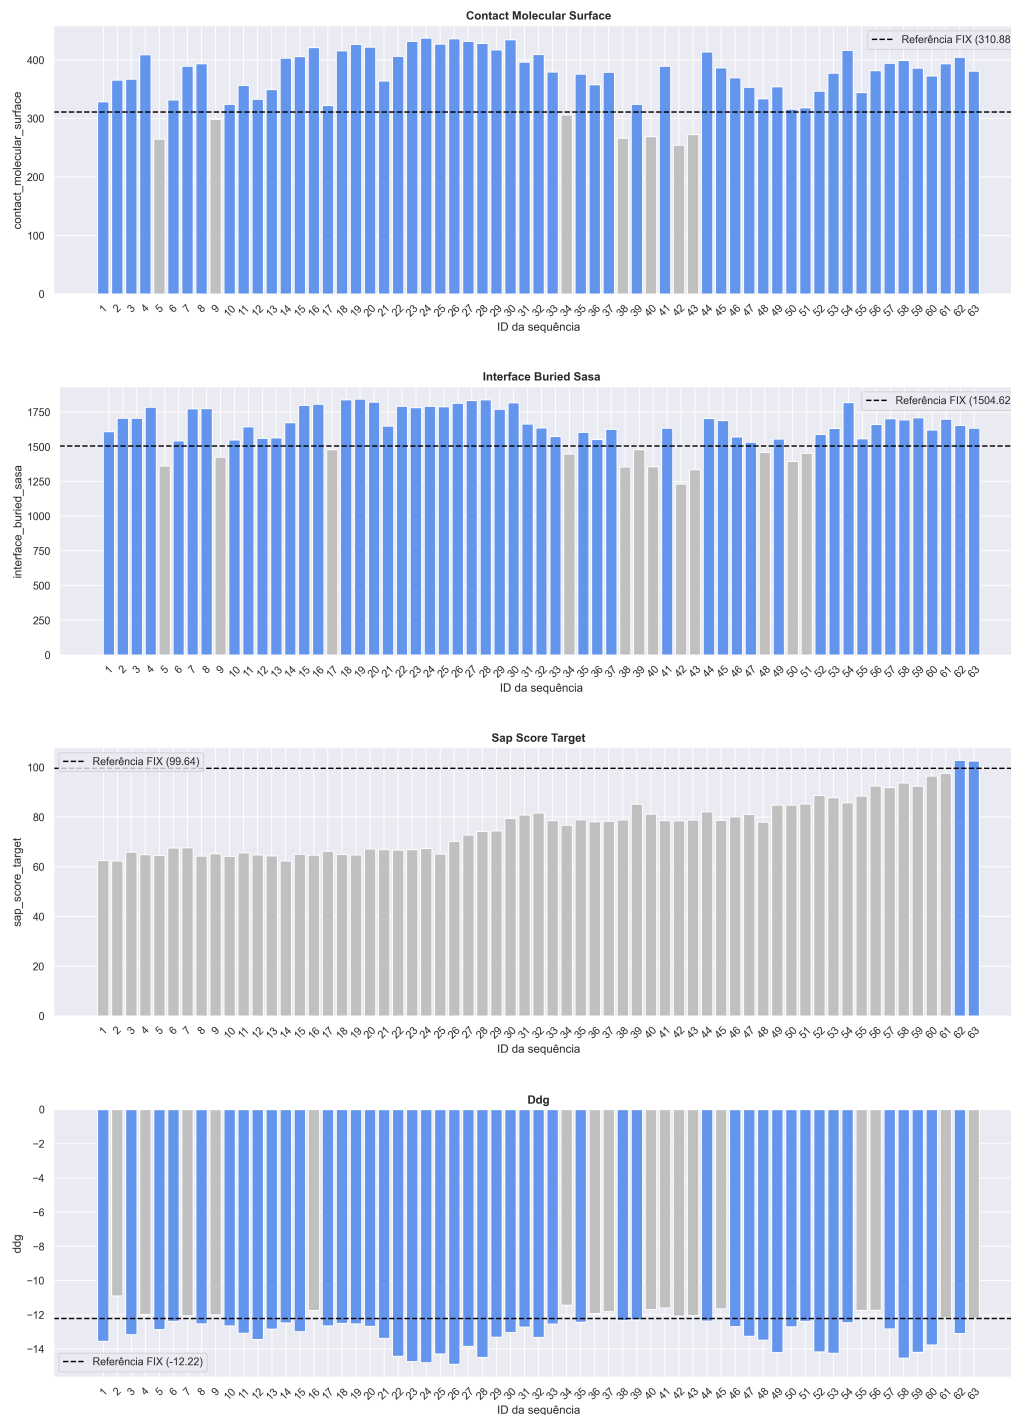 Contact Molecular Surface
Referência FIX (310.88
contact_molecular_surface
400
300
200
100
0
1 2 3 4 5 6 7 8 9 10 11 12 13 14 15 16 17 18 19 20 21 22 23 24 25 26 27 28 29 30 31 32 33 34 35 36 37 38 39 40 41 42 43 44 45 46 47 48 49 50 51 52 53 54 55 56 57 58 59 60 61 62 63
ID da sequência
Interface Buried Sasa
Referência FIX (1504.62
interface_buried_sasa
1750
1500
1250
1000
750
500
250
0
1 2 3 4 5 6 7 8 9 10 11 12 13 14 15 16 17 18 19 20 21 22 23 24 25 26 27 28 29 30 31 32 33 34 35 36 37 38 39 40 41 42 43 44 45 46 47 48 49 50 51 52 53 54 55 56 57 58 59 60 61 62 63
ID da sequência
Sap Score Target
Referência FIX (99.64)
sap_score_target
100
80
60
40
20
0
1 2 3 4 5 6 7 8 9 10 11 12 13 14 15 16 17 18 19 20 21 22 23 24 25 26 27 28 29 30 31 32 33 34 35 36 37 38 39 40 41 42 43 44 45 46 47 48 49 50 51 52 53 54 55 56 57 58 59 60 61 62 63
ID da sequência
Ddg
ddg
0
−2
−4
−6
−8
−10
−12
−14
Referência FIX (-12.22)
1 2 3 4 5 6 7 8 9 10 11 12 13 14 15 16 17 18 19 20 21 22 23 24 25 26 27 28 29 30 31 32 33 34 35 36 37 38 39 40 41 42 43 44 45 46 47 48 49 50 51 52 53 54 55 56 57 58 59 60 61 62 63
ID da sequência